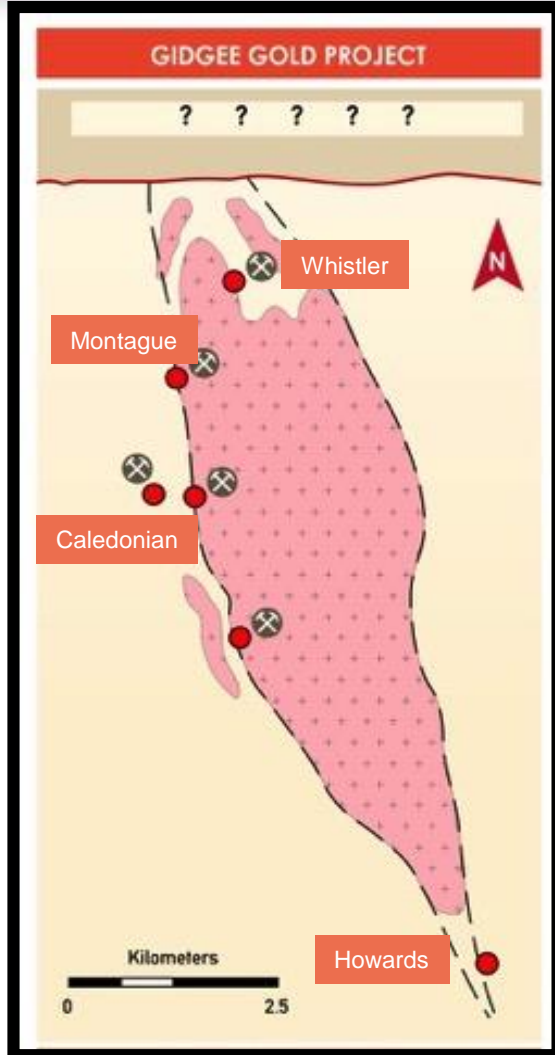 GIDGEE GOLD PROJECT
? ? ? ? ?
Whistler
N
Montague
Caledonian
Kilometers
0 2.5
Howards